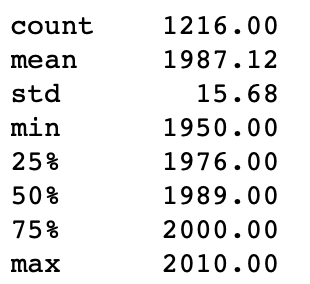 count 1216.00
mean 1987.12
std 15.68
min 1950.00
25% 1976.00
50% 1989.00
75% 2000.00
max 2010.00